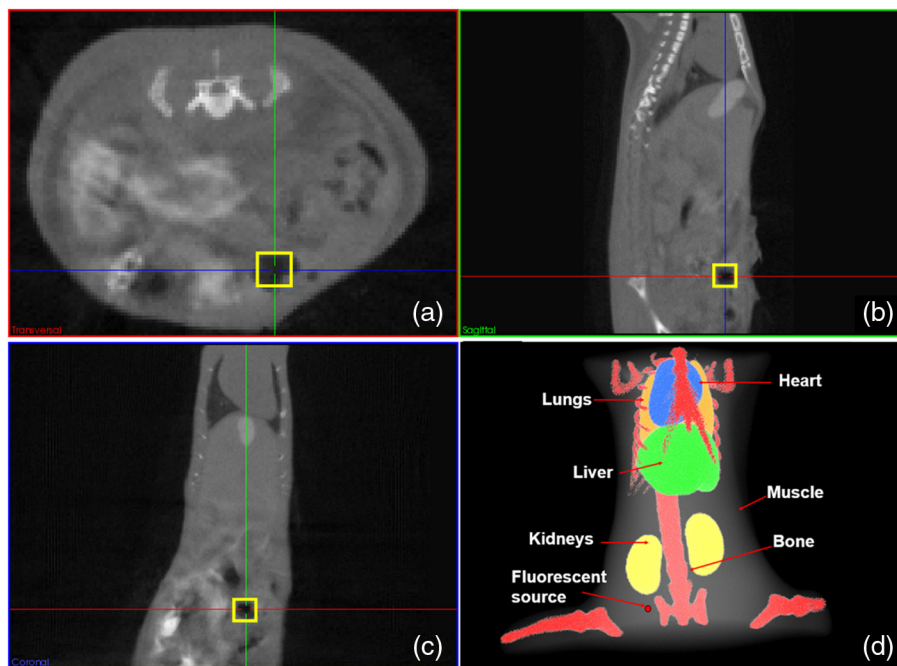 (a)
Transversal
(b)
Sagittal
(c)
Coronal
Heart
Lungs
Liver
Muscle
Kidneys
Bone
Fluorescent
source
(d)